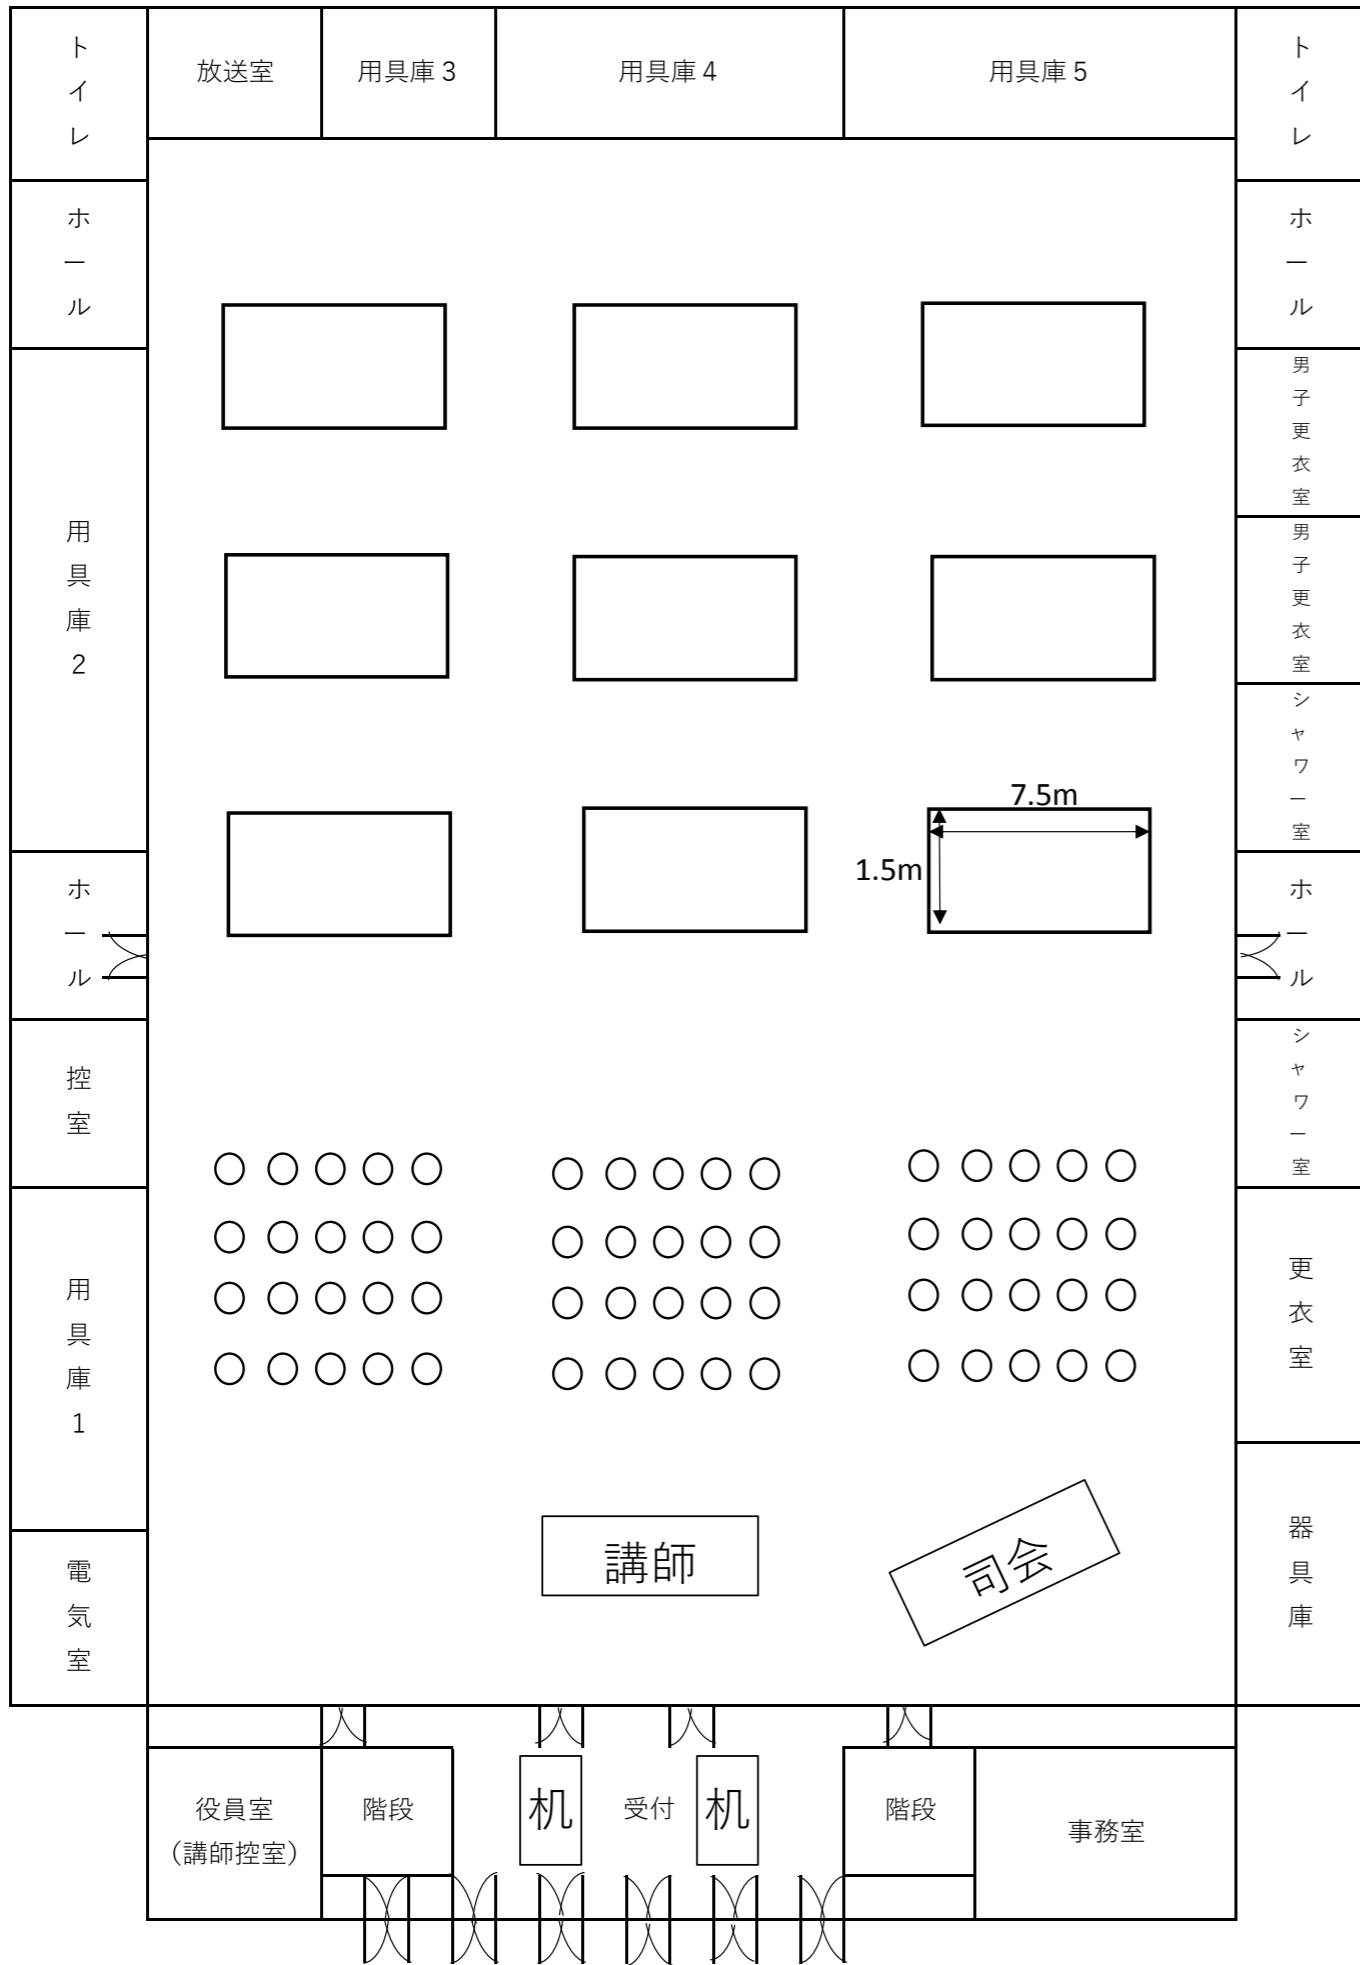 トイレ
放送室
用具庫3
用具庫4
用具庫5
トイレ
ホール
ホール
男子更衣室
用具庫2
男子更衣室
シャワー室
7.5m
1.5m
ホール
ホール
控室
シャワー室
用具庫1
更衣室
講師
司会
電気室
器具庫
役員室
(講師控室)
階段
机
受付
机
階段
事務室